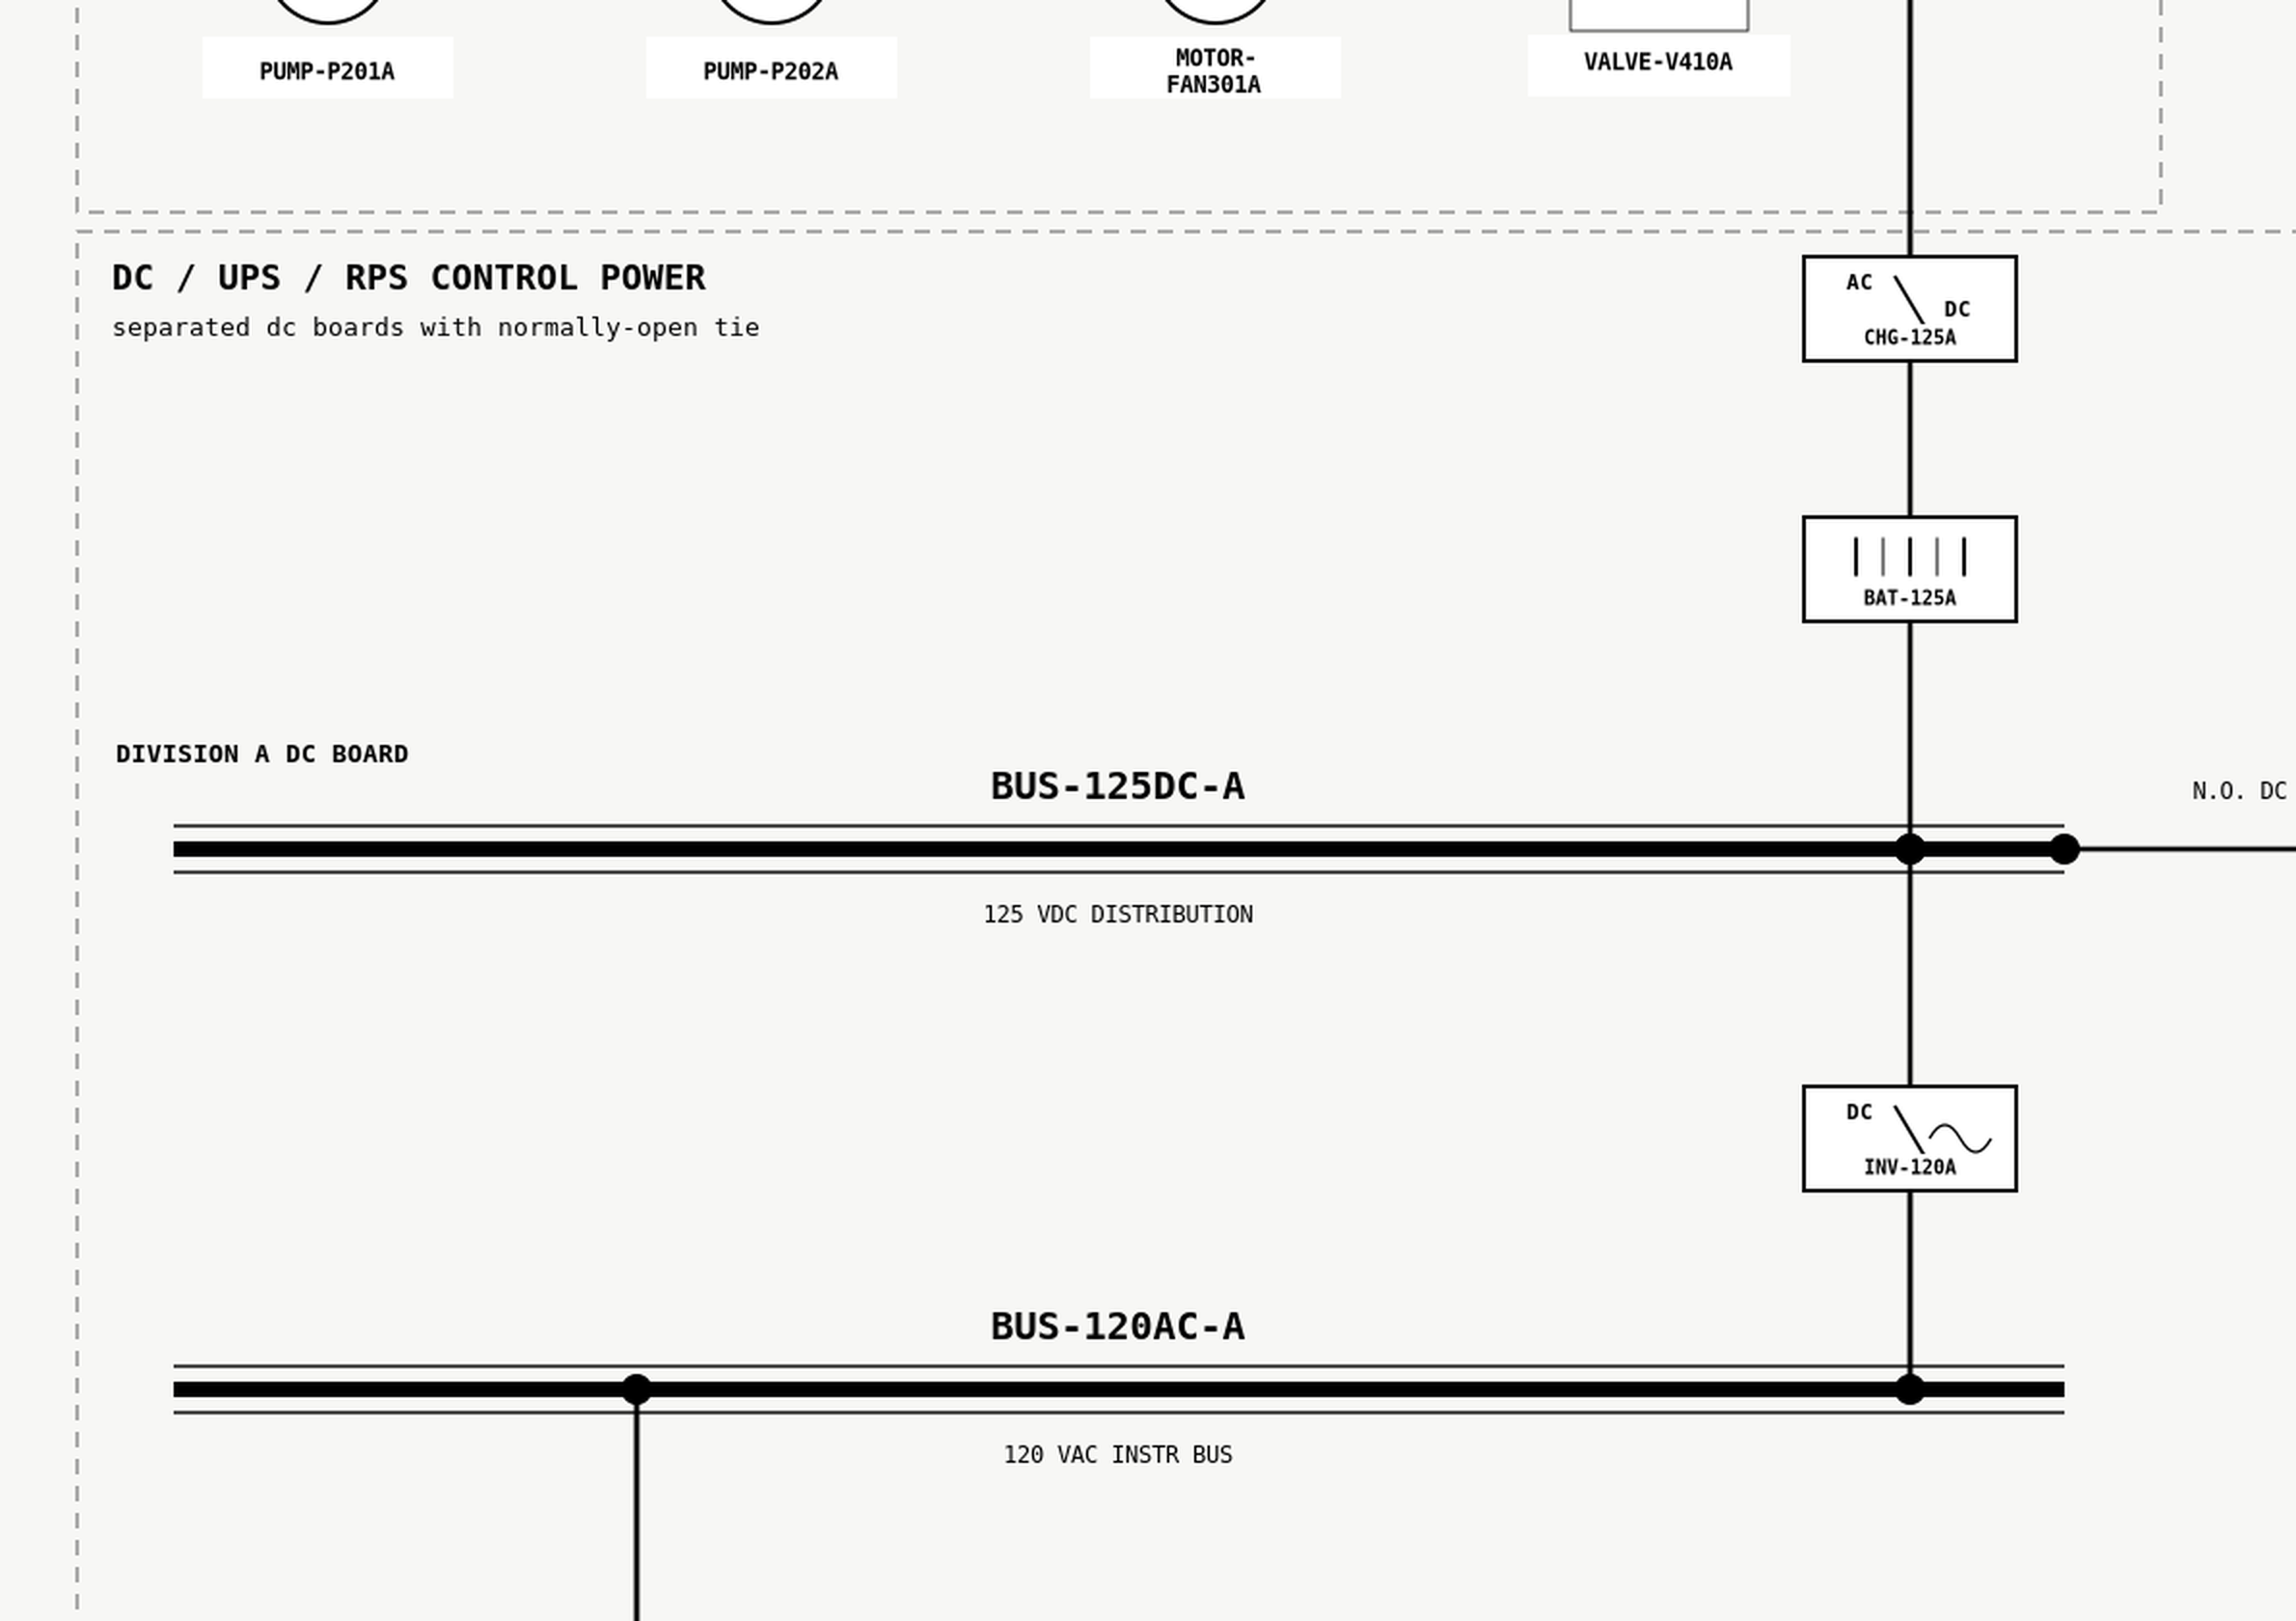 PUMP-P201A
PUMP-P202A
MOTOR-
FAN301A
VALVE-V410A
DC / UPS / RPS CONTROL POWER
separated dc boards with normally-open tie
AC
DC
CHG-125A
BAT-125A
DIVISION A DC BOARD
BUS-125DC-A
N.O. DC
125 VDC DISTRIBUTION
DC
INV-120A
BUS-120AC-A
120 VAC INSTR BUS